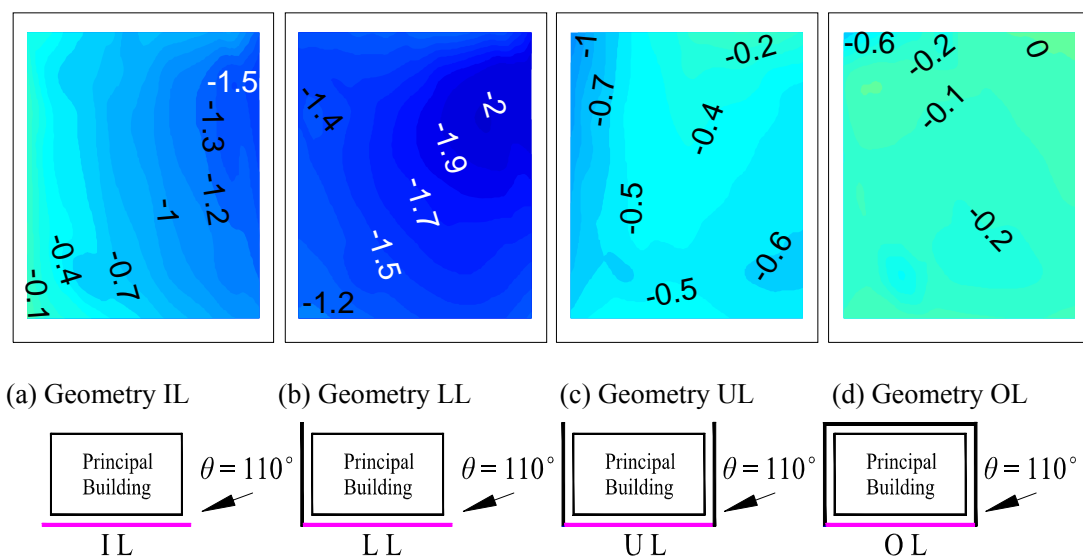 -1.5
-1.3
-1.2
-1
-0.7
-0.4
-0.1
-1.4
-2
-1.9
-1.7
-1.5
-1.2
-1
-0.2
-0.7
-0.4
-0.5
-0.6
-0.5
-0.6
-0.2
0
-0.1
-0.2
(a) Geometry IL
(b) Geometry LL
(c) Geometry UL
(d) Geometry OL
Principal
Building
θ = 110°
I L
Principal
Building
θ = 110°
L L
Principal
Building
θ = 110°
U L
Principal
Building
θ = 110°
O L